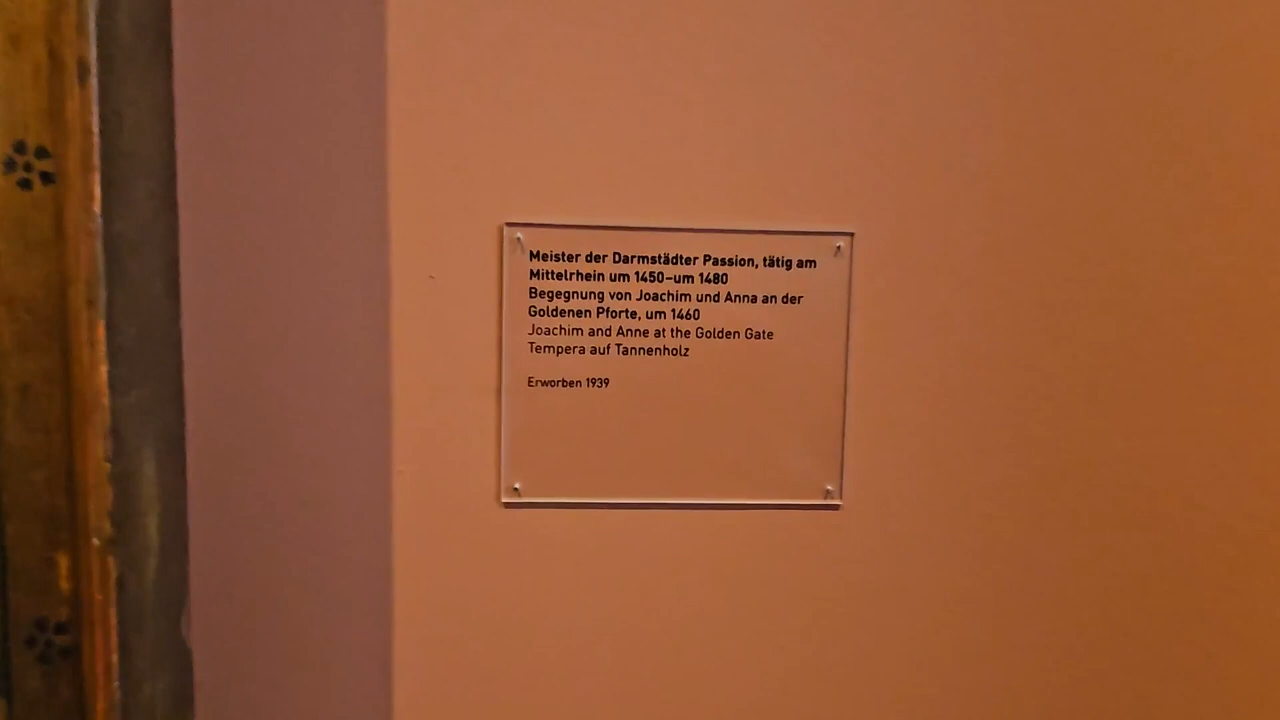 Meister der Darmstädter Passion, tätig am
Mittelrhein um 1450–um 1480
Begegnung von Joachim und Anna an der
Goldenen Pforte, um 1460
Joachim and Anne at the Golden Gate
Tempera auf Tannenholz
Erworben 1939